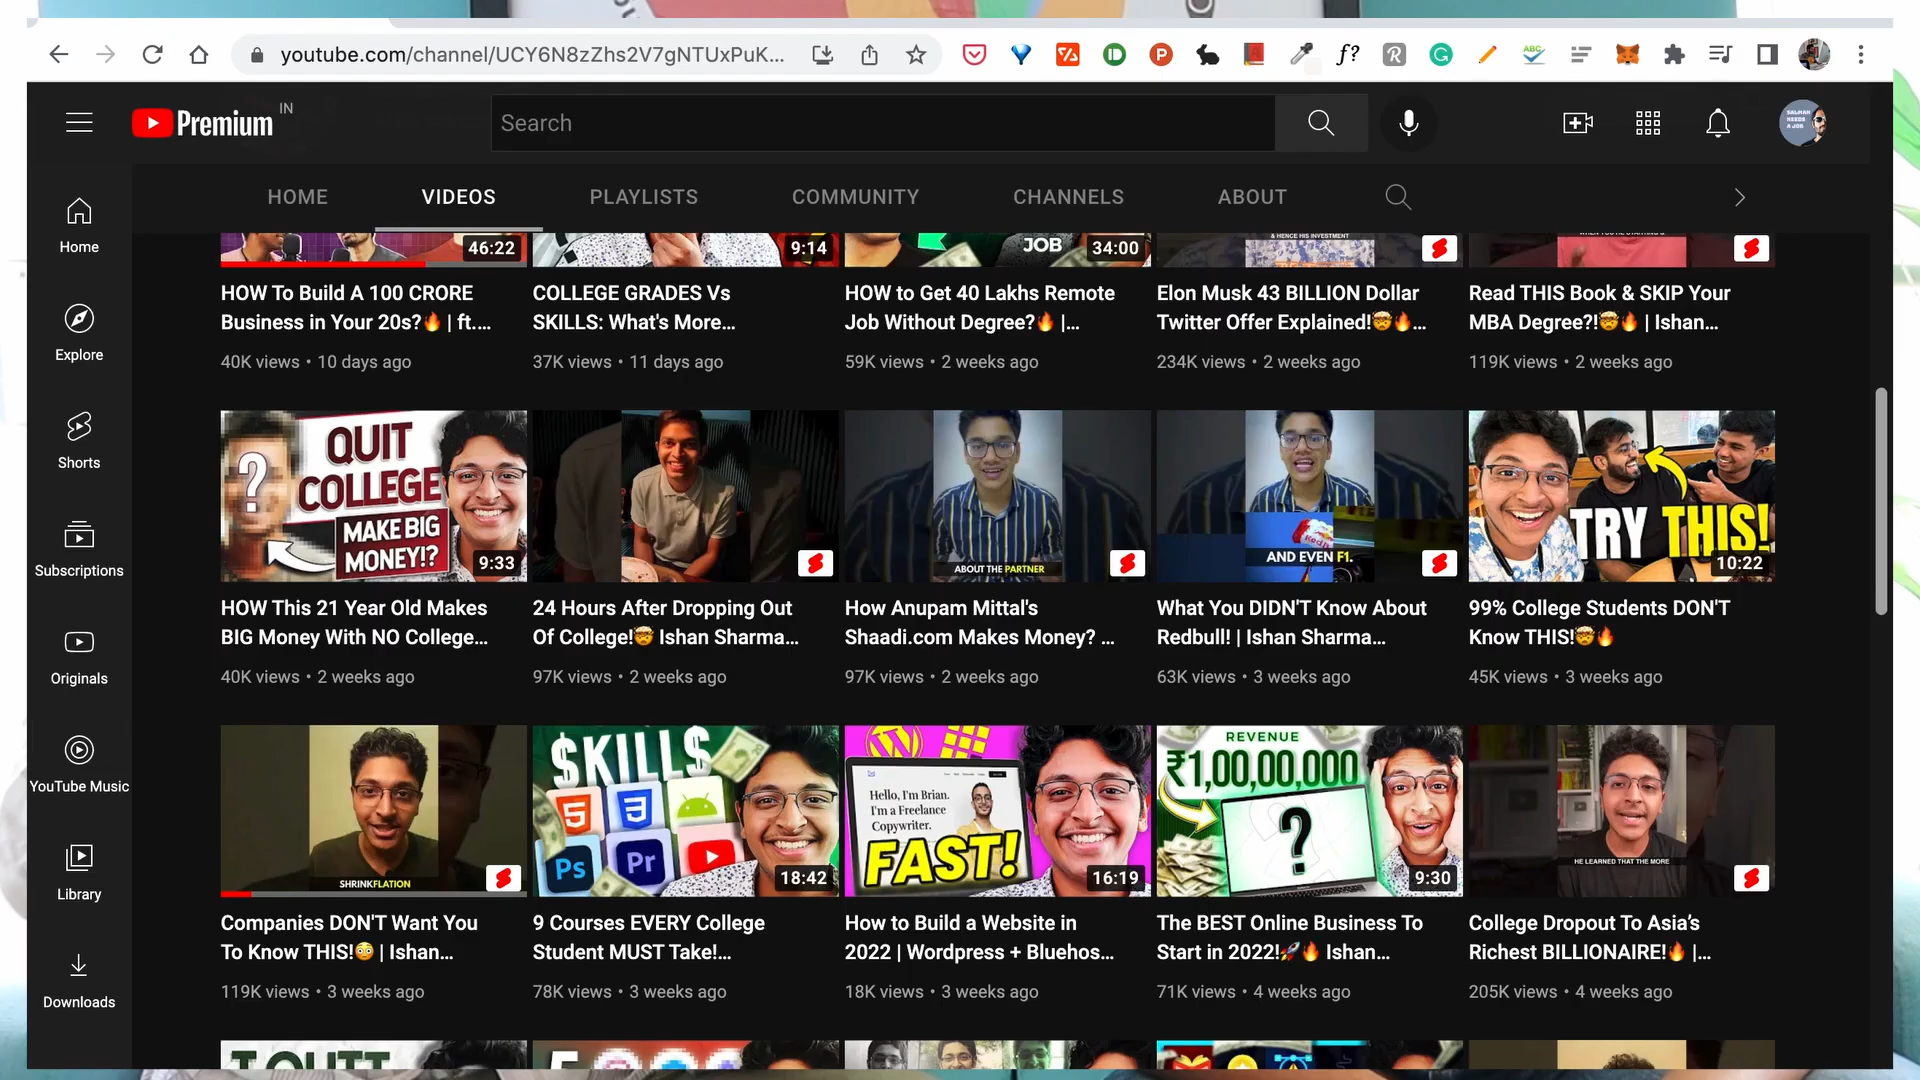 youtube.com/channel/UCY6N8zZhs2V7gNTUxPuK...
Premium IN
Search
HOME VIDEOS PLAYLISTS COMMUNITY CHANNELS ABOUT
Home
Explore
Shorts
Subscriptions
Originals
YouTube Music
Library
Downloads
46:22
HOW To Build A 100 CRORE
Business in Your 20s?🔥 | ft....
40K views • 10 days ago
9:14
COLLEGE GRADES Vs
SKILLS: What's More...
37K views • 11 days ago
JOB
34:00
HOW to Get 40 Lakhs Remote
Job Without Degree?🔥 |...
59K views • 2 weeks ago
& HENCE HIS INVESTMENT
Elon Musk 43 BILLION Dollar
Twitter Offer Explained!🤯🔥...
234K views • 2 weeks ago
Read THIS Book & SKIP Your
MBA Degree?!🤯🔥 | Ishan...
119K views • 2 weeks ago
?
QUIT
COLLEGE
MAKE BIG
MONEY!?
9:33
HOW This 21 Year Old Makes
BIG Money With NO College...
40K views • 2 weeks ago
24 Hours After Dropping Out
Of College!🤯 Ishan Sharma...
97K views • 2 weeks ago
ABOUT THE PARTNER
How Anupam Mittal's
Shaadi.com Makes Money? ...
97K views • 2 weeks ago
AND EVEN F1.
What You DIDN'T Know About
Redbull! | Ishan Sharma...
63K views • 3 weeks ago
TRY THIS!
10:22
99% College Students DON'T
Know THIS!🤯🔥
45K views • 3 weeks ago
SHRINKFLATION
Companies DON'T Want You
To Know THIS!😳 | Ishan...
119K views • 3 weeks ago
$KILL$
Ps
Pr
18:42
9 Courses EVERY College
Student MUST Take!...
78K views • 3 weeks ago
Hello, I'm Brian.
I'm a Freelance
Copywriter.
FAST!
16:19
How to Build a Website in
2022 | Wordpress + Bluehos...
18K views • 3 weeks ago
REVENUE
₹1,00,00,000
?
9:30
The BEST Online Business To
Start in 2022!🚀🔥 Ishan...
71K views • 4 weeks ago
HE LEARNED THAT THE MORE
College Dropout To Asia's
Richest BILLIONAIRE!🔥 |...
205K views • 4 weeks ago